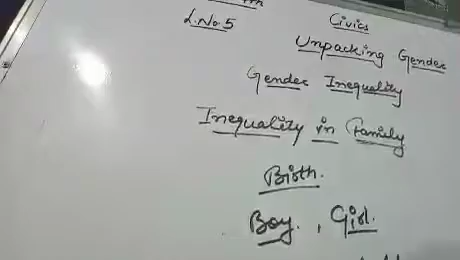 L.No 5
Civics
Unpacking Gender
Gender Inequality
Inequality in Family
Birth.
Boy. , Girl.